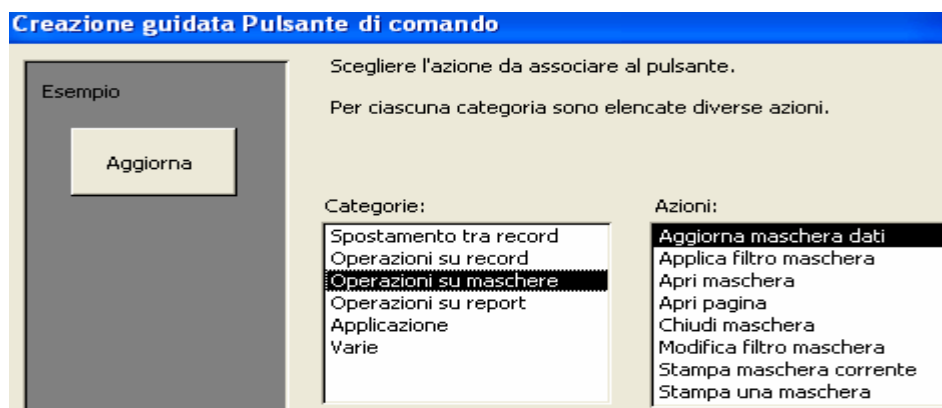 Creazione guidata Pulsante di comando
Esempio
Aggiorna
Scegliere l'azione da associare al pulsante.
Per ciascuna categoria sono elencate diverse azioni.
Categorie:
Spostamento tra record
Operazioni su record
Operazioni su maschere
Operazioni su report
Applicazione
Varie
Azioni:
Aggiorna maschera dati
Applica filtro maschera
Apri maschera
Apri pagina
Chiudi maschera
Modifica filtro maschera
Stampa maschera corrente
Stampa una maschera